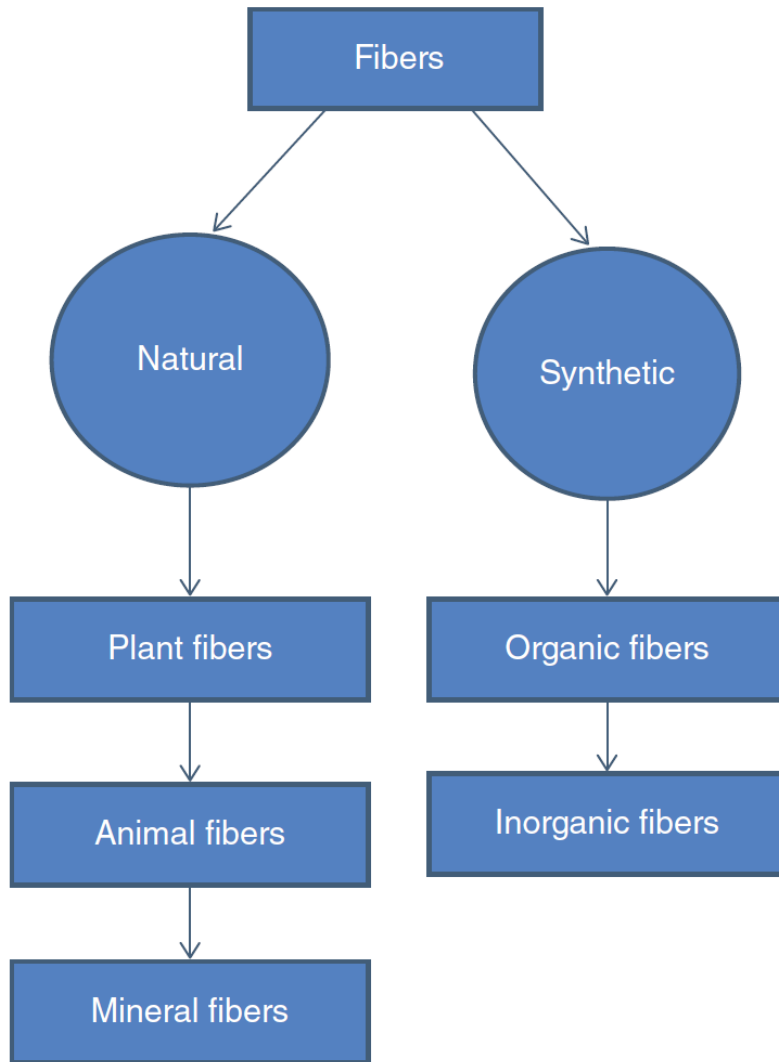 Fibers
Natural
Synthetic
Plant fibers
Organic fibers
Animal fibers
Inorganic fibers
Mineral fibers